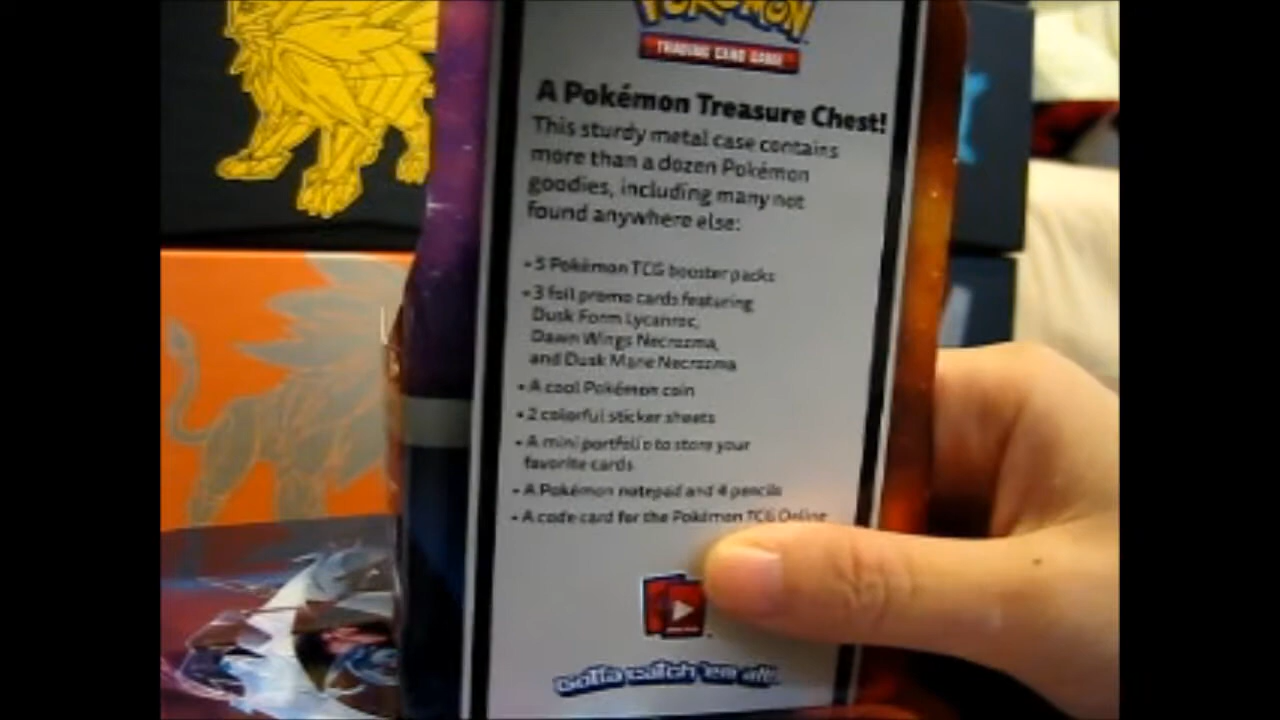 POKéMON
TRADING CARD GAME
A Pokémon Treasure Chest!
This sturdy metal case contains
more than a dozen Pokémon
goodies, including many not
found anywhere else:
• 5 Pokémon TCG booster packs
• 3 foil promo cards featuring
Dusk Form Lycanroc,
Dawn Wings Necrozma,
and Dusk Mane Necrozma
• A cool Pokémon coin
• 2 colorful sticker sheets
• A mini portfolio to store your
favorite cards
• A Pokémon notepad and 4 pencils
• A code card for the Pokémon TCG Online
Gotta catch 'em all!